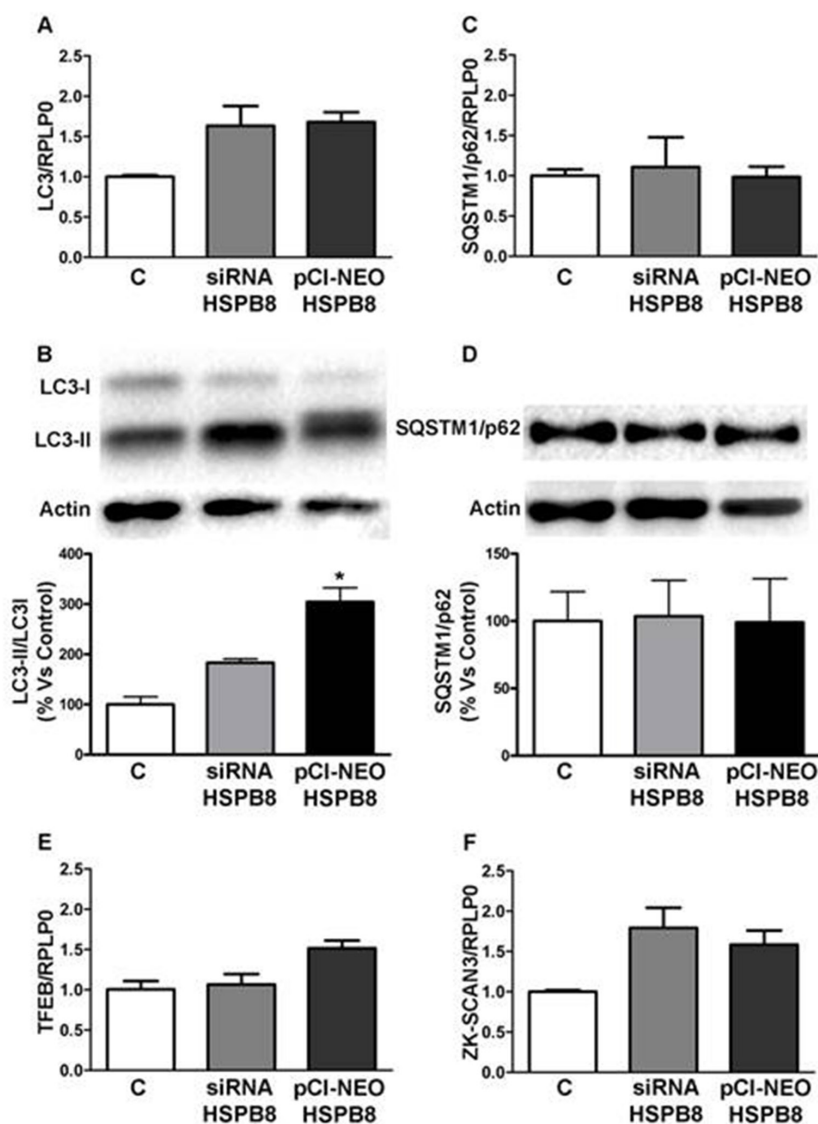 A
LC3/RPLP0
2.5
2.0
1.5
1.0
0.5
0.0
C
siRNA
HSPB8
pCI-NEO
HSPB8
C
SQSTM1/p62/RPLP0
2.5
2.0
1.5
1.0
0.5
0.0
C
siRNA
HSPB8
pCI-NEO
HSPB8
B
LC3-I
LC3-II
Actin
LC3-II/LC3I
(% Vs Control)
400
300
200
100
0
*
C
siRNA
HSPB8
pCI-NEO
HSPB8
D
SQSTM1/p62
Actin
SQSTM1/p62
(% Vs Control)
150
100
50
0
C
siRNA
HSPB8
pCI-NEO
HSPB8
E
TFEB/RPLP0
2.5
2.0
1.5
1.0
0.5
0.0
C
siRNA
HSPB8
pCI-NEO
HSPB8
F
ZK-SCAN3/RPLP0
2.5
2.0
1.5
1.0
0.5
0.0
C
siRNA
HSPB8
pCI-NEO
HSPB8